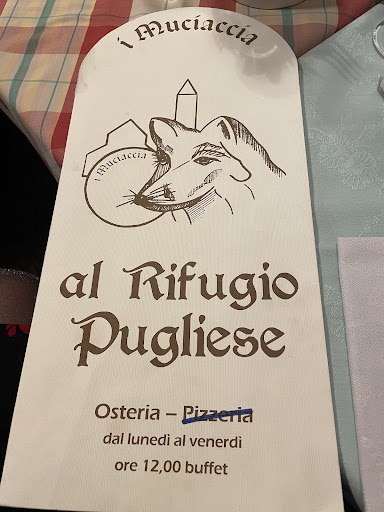 i Muciaccia
i Muciaccia
al Rifugio
Pugliese
Osteria – Pizzeria
dal lunedì al venerdì
ore 12,00 buffet